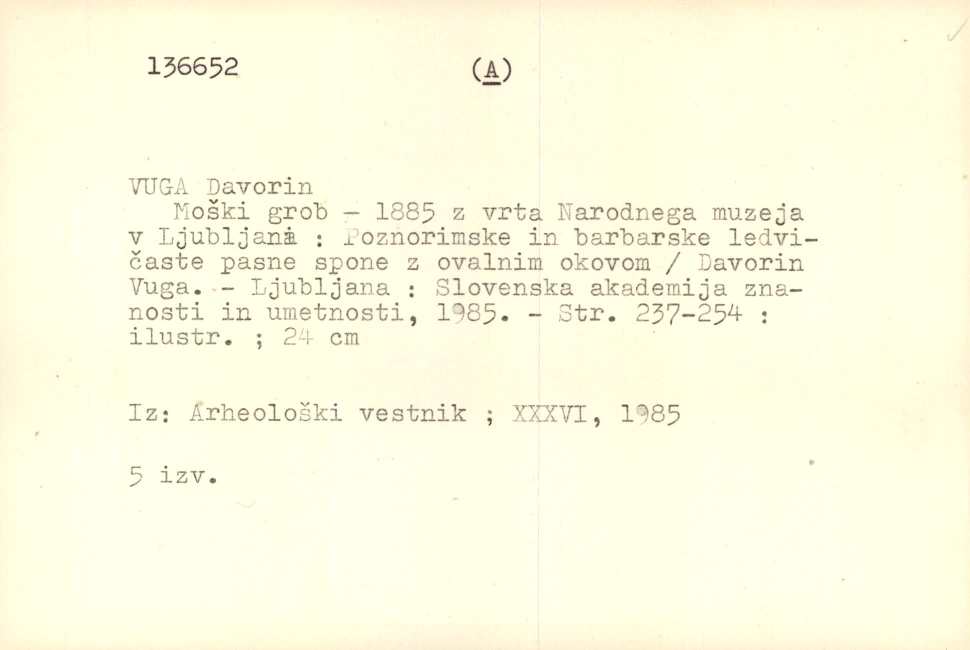 136652 (A)
VUGA Davorin
Moški grob - 1885 z vrta Narodnega muzeja
v Ljubljani : Poznorimske in barbarske ledvi-
časte pasne spone z ovalnim okovom / Davorin
Vuga. - Ljubljana : Slovenska akademija zna-
nosti in umetnosti, 1985. - Str. 237-254 :
ilustr. ; 24 cm
Iz: Arheološki vestnik ; XXXVI, 1985
5 izv.